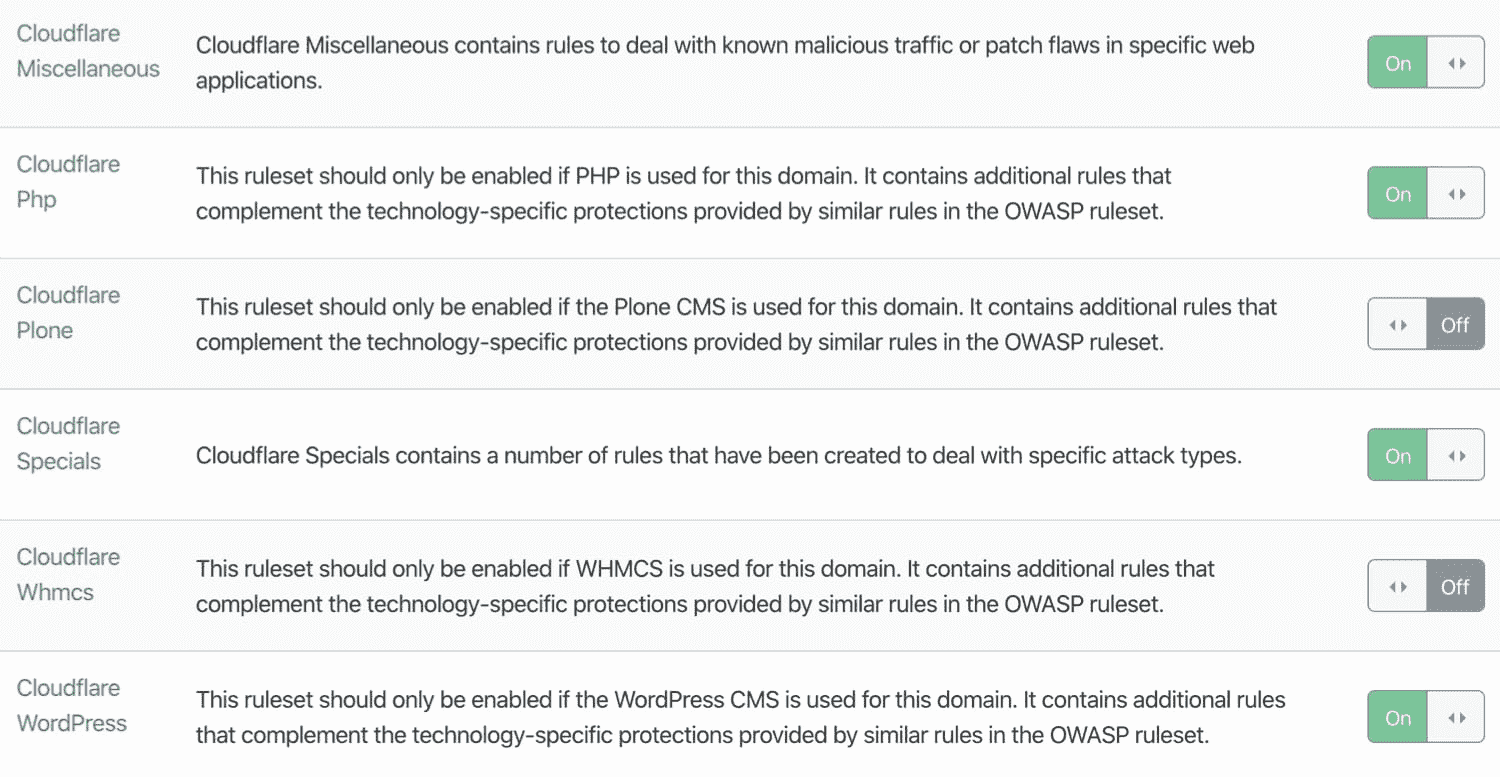 Cloudflare
Miscellaneous
Cloudflare Miscellaneous contains rules to deal with known malicious traffic or patch flaws in specific web
applications.
On
Cloudflare
Php
This ruleset should only be enabled if PHP is used for this domain. It contains additional rules that
complement the technology-specific protections provided by similar rules in the OWASP ruleset.
On
Cloudflare
Plone
This ruleset should only be enabled if the Plone CMS is used for this domain. It contains additional rules that
complement the technology-specific protections provided by similar rules in the OWASP ruleset.
Off
Cloudflare
Specials
Cloudflare Specials contains a number of rules that have been created to deal with specific attack types.
On
Cloudflare
Whmcs
This ruleset should only be enabled if WHMCS is used for this domain. It contains additional rules that
complement the technology-specific protections provided by similar rules in the OWASP ruleset.
Off
Cloudflare
WordPress
This ruleset should only be enabled if the WordPress CMS is used for this domain. It contains additional rules
that complement the technology-specific protections provided by similar rules in the OWASP ruleset.
On